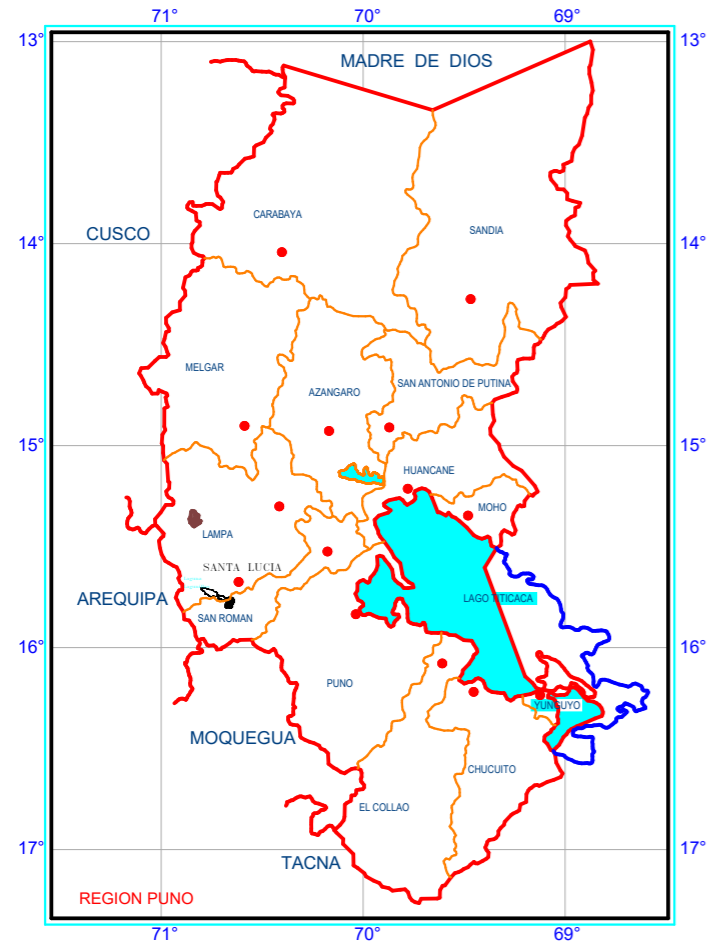 71° 70° 69°
13° 13°
MADRE DE DIOS
CARABAYA
SANDIA
CUSCO
14° 14°
MELGAR
SAN ANTONIO DE PUTINA
AZANGARO
15° 15°
HUANCANE
MOHO
LAMPA
SANTA LUCIA
AREQUIPA
LAGO TITICACA
SAN ROMAN
16° 16°
PUNO
YUNGUYO
MOQUEGUA
CHUCUITO
EL COLLAO
17° 17°
TACNA
REGION PUNO
71° 70° 69°